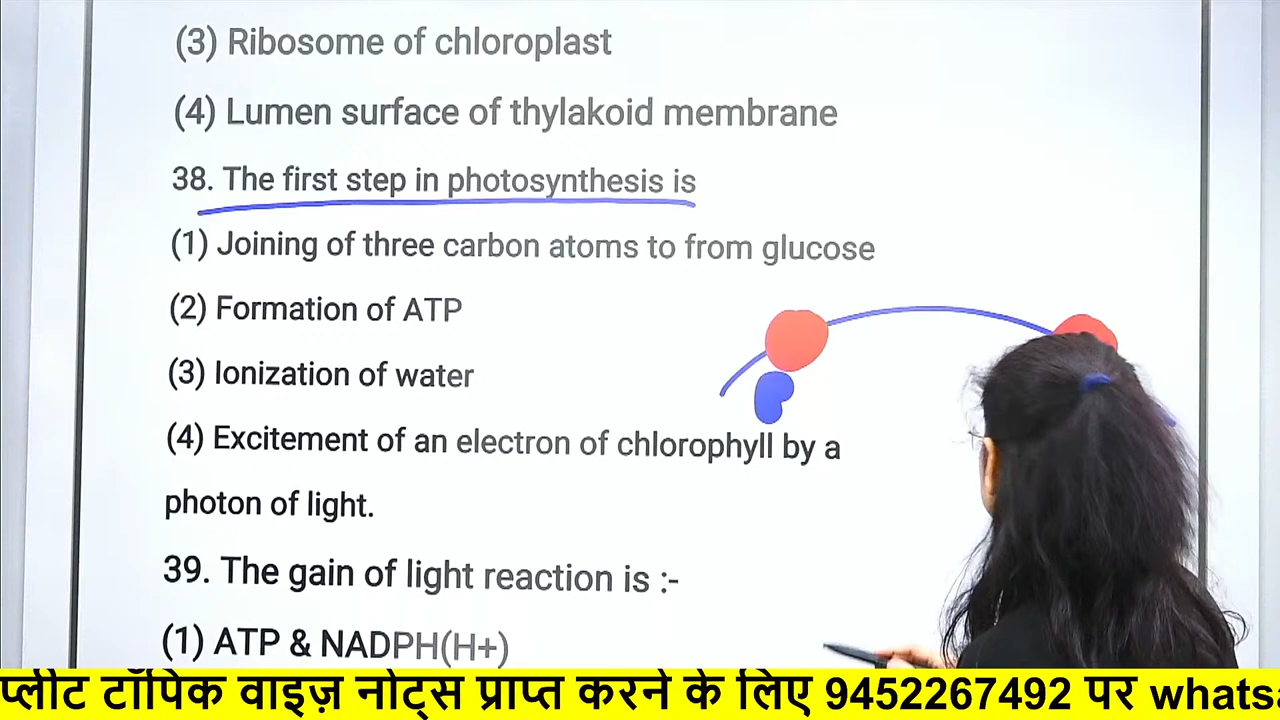 (3) Ribosome of chloroplast
(4) Lumen surface of thylakoid membrane
38. The first step in photosynthesis is
(1) Joining of three carbon atoms to from glucose
(2) Formation of ATP
(3) Ionization of water
(4) Excitement of an electron of chlorophyll by a
photon of light.
39. The gain of light reaction is :-
(1) ATP & NADPH(H+)
प्लीट टॉपिक वाइज़ नोट्स प्राप्त करने के लिए 9452267492 पर whats